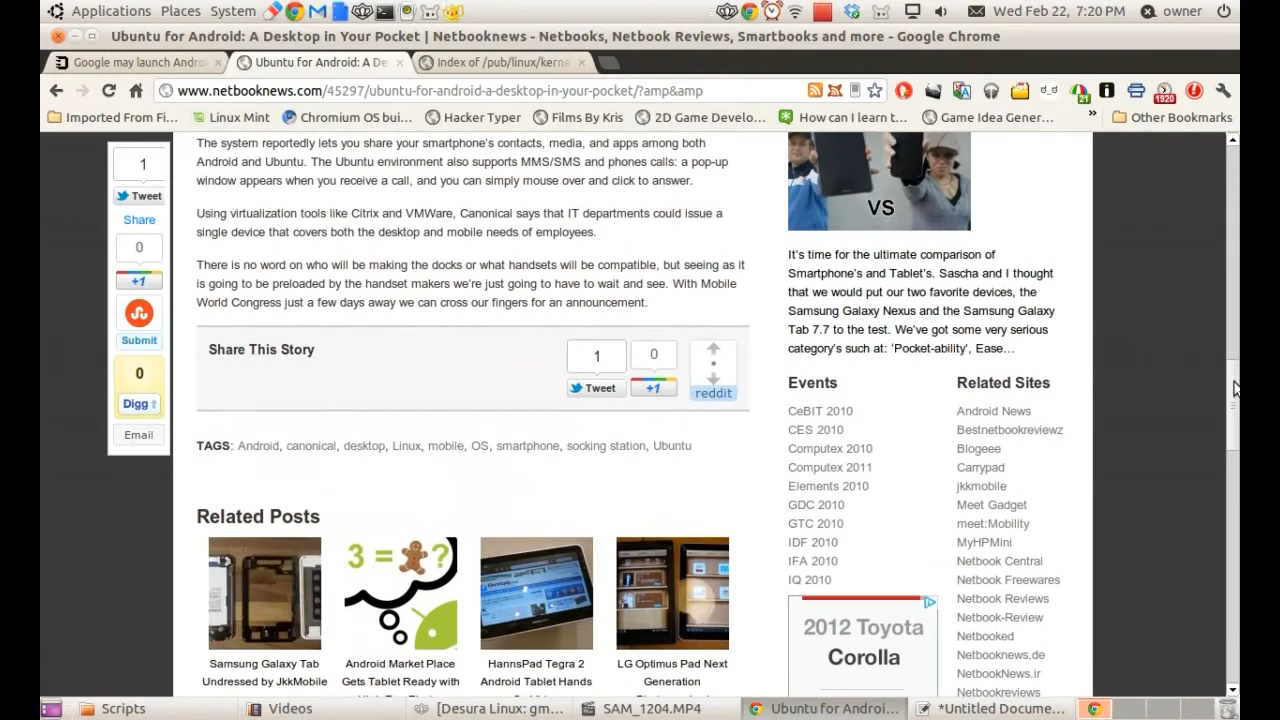 Applications Places System
Wed Feb 22, 7:20 PM owner
Ubuntu for Android: A Desktop in Your Pocket | Netbooknews - Netbooks, Netbook Reviews, Smartbooks and more - Google Chrome
Google may launch Androi
Ubuntu for Android: A De
Index of /pub/linux/kerne
www.netbooknews.com/45297/ubuntu-for-android-a-desktop-in-your-pocket/?amp&amp
21
1920
Imported From Fi...
Linux Mint
Chromium OS bui...
Hacker Typer
Films By Kris
2D Game Develo...
How can I learn t...
Game Idea Gener...
»
Other Bookmarks
1
Tweet
Share
0
+1
Submit
0
Digg
Email
The system reportedly lets you share your smartphone's contacts, media, and apps among both
Android and Ubuntu. The Ubuntu environment also supports MMS/SMS and phones calls: a pop-up
window appears when you receive a call, and you can simply mouse over and click to answer.
Using virtualization tools like Citrix and VMWare, Canonical says that IT departments could issue a
single device that covers both the desktop and mobile needs of employees.
There is no word on who will be making the docks or what handsets will be compatible, but seeing as it
is going to be preloaded by the handset makers we're just going to have to wait and see. With Mobile
World Congress just a few days away we can cross our fingers for an announcement.
Share This Story
1
Tweet
0
+1
reddit
TAGS: Android, canonical, desktop, Linux, mobile, OS, smartphone, socking station, Ubuntu
Related Posts
3 = ?
Samsung Galaxy Tab
Undressed by JkkMobile
Android Market Place
Gets Tablet Ready with
HannsPad Tegra 2
Android Tablet Hands
LG Optimus Pad Next
Generation
VS
It's time for the ultimate comparison of
Smartphone's and Tablet's. Sascha and I thought
that we would put our two favorite devices, the
Samsung Galaxy Nexus and the Samsung Galaxy
Tab 7.7 to the test. We've got some very serious
category's such at: 'Pocket-ability', Ease…
Events
CeBIT 2010
CES 2010
Computex 2010
Computex 2011
Elements 2010
GDC 2010
GTC 2010
IDF 2010
IFA 2010
IQ 2010
Related Sites
Android News
Bestnetbookreviewz
Blogeee
Carrypad
jkkmobile
Meet Gadget
meet:Mobility
MyHPMini
Netbook Central
Netbook Freewares
Netbook Reviews
Netbook-Review
Netbooked
Netbooknews.de
NetbookNews.ir
Netbookreviews
2012 Toyota
Corolla
Scripts
Videos
[Desura Linux: gm...
SAM_1204.MP4
Ubuntu for Androi...
*Untitled Docume...